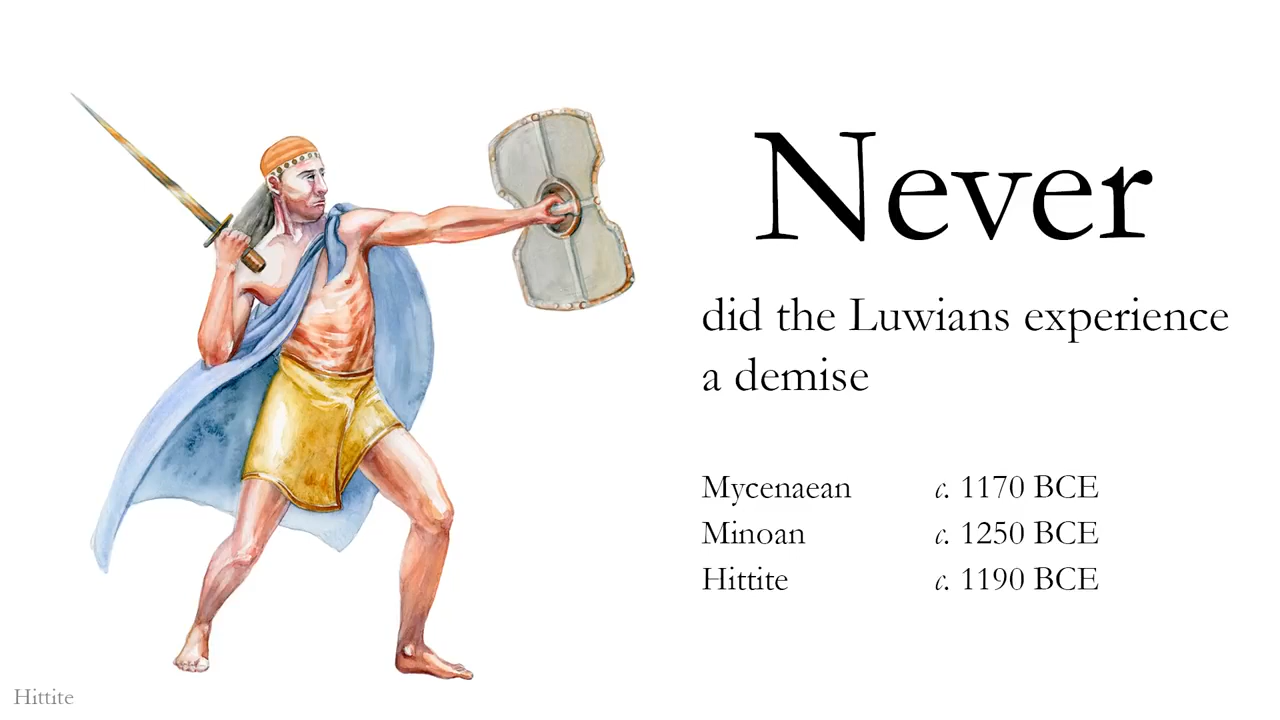 Never
did the Luwians experience
a demise
Mycenaean c. 1170 BCE
Minoan c. 1250 BCE
Hittite c. 1190 BCE
Hittite